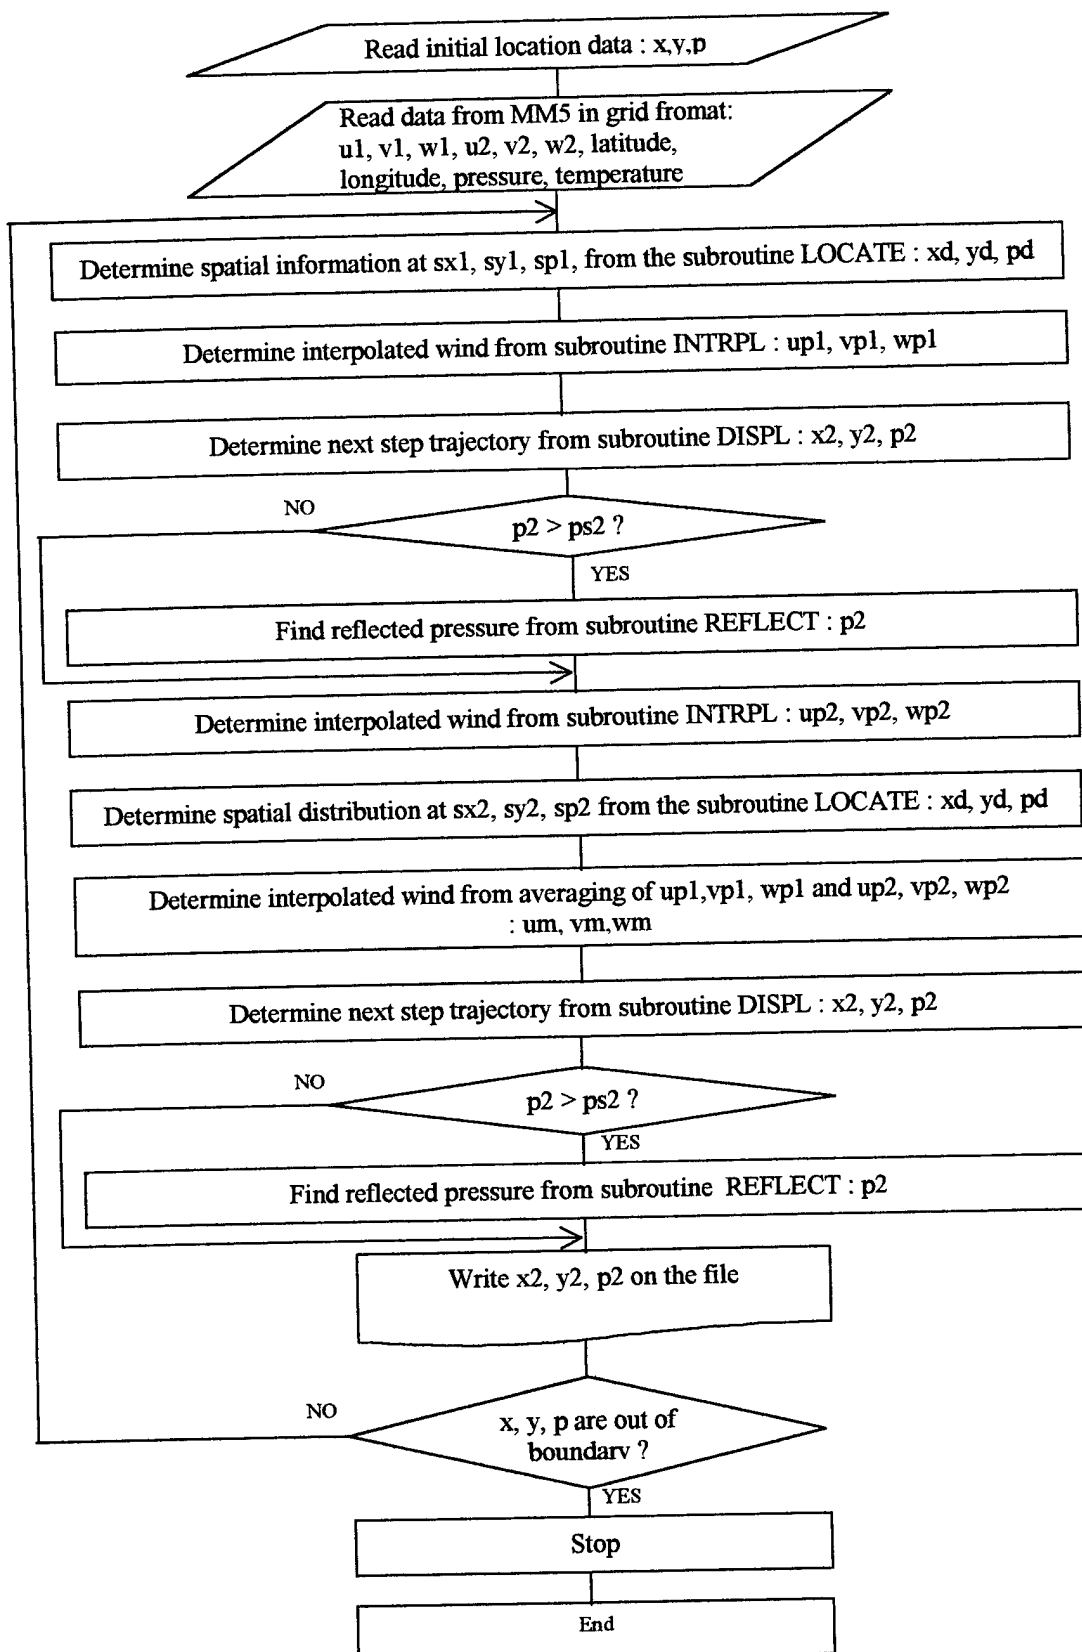 Read initial location data : x,y,p
Read data from MM5 in grid fromat:
u1, v1, w1, u2, v2, w2, latitude,
longitude, pressure, temperature
Determine spatial information at sx1, sy1, sp1, from the subroutine LOCATE : xd, yd, pd
Determine interpolated wind from subroutine INTRPL : up1, vp1, wp1
Determine next step trajectory from subroutine DISPL : x2, y2, p2
NO
p2 > ps2 ?
YES
Find reflected pressure from subroutine REFLECT : p2
Determine interpolated wind from subroutine INTRPL : up2, vp2, wp2
Determine spatial distribution at sx2, sy2, sp2 from the subroutine LOCATE : xd, yd, pd
Determine interpolated wind from averaging of up1,vp1, wp1 and up2, vp2, wp2
: um, vm,wm
Determine next step trajectory from subroutine DISPL : x2, y2, p2
NO
p2 > ps2 ?
YES
Find reflected pressure from subroutine REFLECT : p2
Write x2, y2, p2 on the file
NO
x, y, p are out of
boundary ?
YES
Stop
End